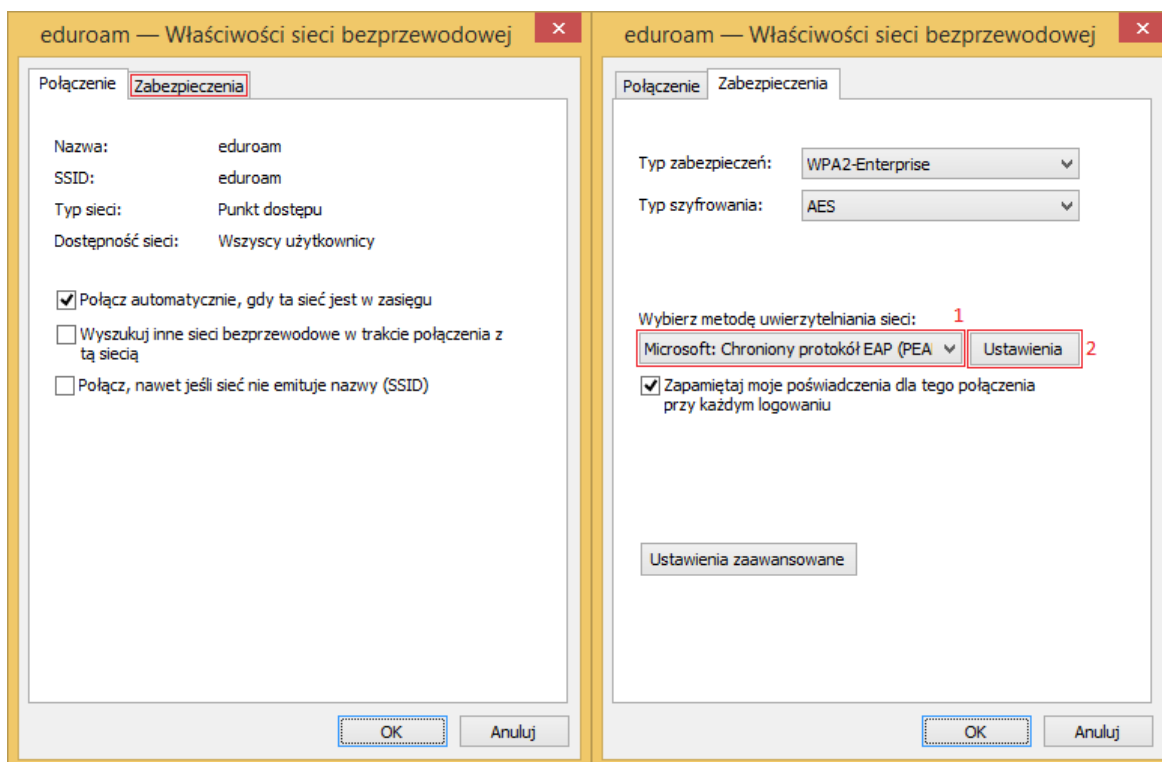 eduroam — Właściwości sieci bezprzewodowej
Połączenie Zabezpieczenia
Nazwa: eduroam
SSID: eduroam
Typ sieci: Punkt dostępu
Dostępność sieci: Wszyscy użytkownicy
Połącz automatycznie, gdy ta sieć jest w zasięgu
Wyszukuj inne sieci bezprzewodowe w trakcie połączenia z
tą siecią
Połącz, nawet jeśli sieć nie emituje nazwy (SSID)
OK Anuluj
eduroam — Właściwości sieci bezprzewodowej
Połączenie Zabezpieczenia
Typ zabezpieczeń: WPA2-Enterprise
Typ szyfrowania: AES
Wybierz metodę uwierzytelniania sieci: 1
Microsoft: Chroniony protokół EAP (PEA Ustawienia 2
Zapamiętaj moje poświadczenia dla tego połączenia
przy każdym logowaniu
Ustawienia zaawansowane
OK Anuluj